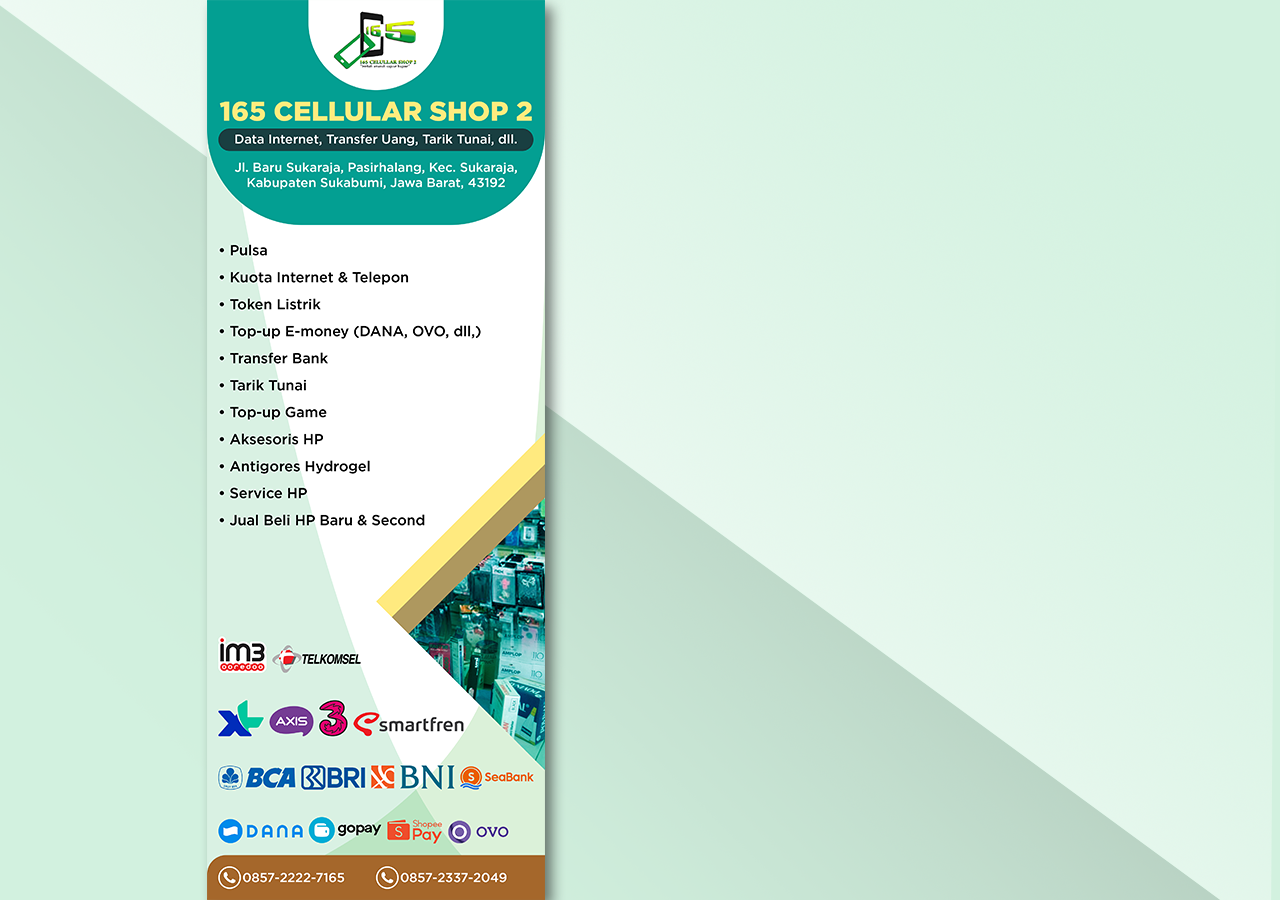 165
165 CELULLAR SHOP 2
165 CELLULAR SHOP 2
Data Internet, Transfer Uang, Tarik Tunai, dll.
Jl. Baru Sukaraja, Pasirhalang, Kec. Sukaraja,
Kabupaten Sukabumi, Jawa Barat, 43192
• Pulsa
• Kuota Internet & Telepon
• Token Listrik
• Top-up E-money (DANA, OVO, dll,)
• Transfer Bank
• Tarik Tunai
• Top-up Game
• Aksesoris HP
• Antigores Hydrogel
• Service HP
• Jual Beli HP Baru & Second
im3 TELKOMSEL
ooredoo
XL AXIS 3 smartfren
BCA BRI BNI SeaBank
DANA gopay Shopee Pay OVO
0857-2222-7165 0857-2337-2049